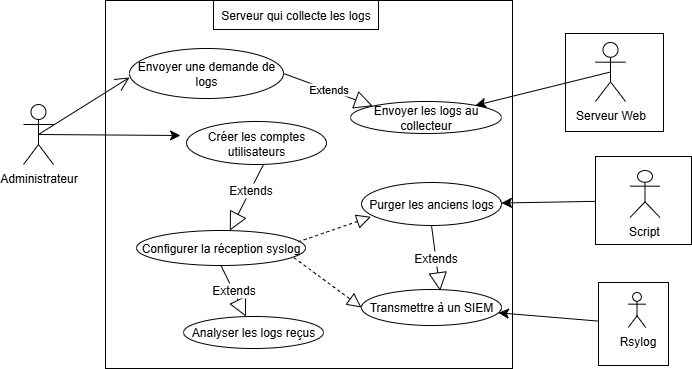 Serveur qui collecte les logs
Envoyer une demande de
logs
Extends
Envoyer les logs au
collecteur
Serveur Web
Administrateur
Créer les comptes
utilisateurs
Extends
Purger les anciens logs
Script
Configurer la réception syslog
Extends
Extends
Transmettre à un SIEM
Analyser les logs reçus
Rsylog